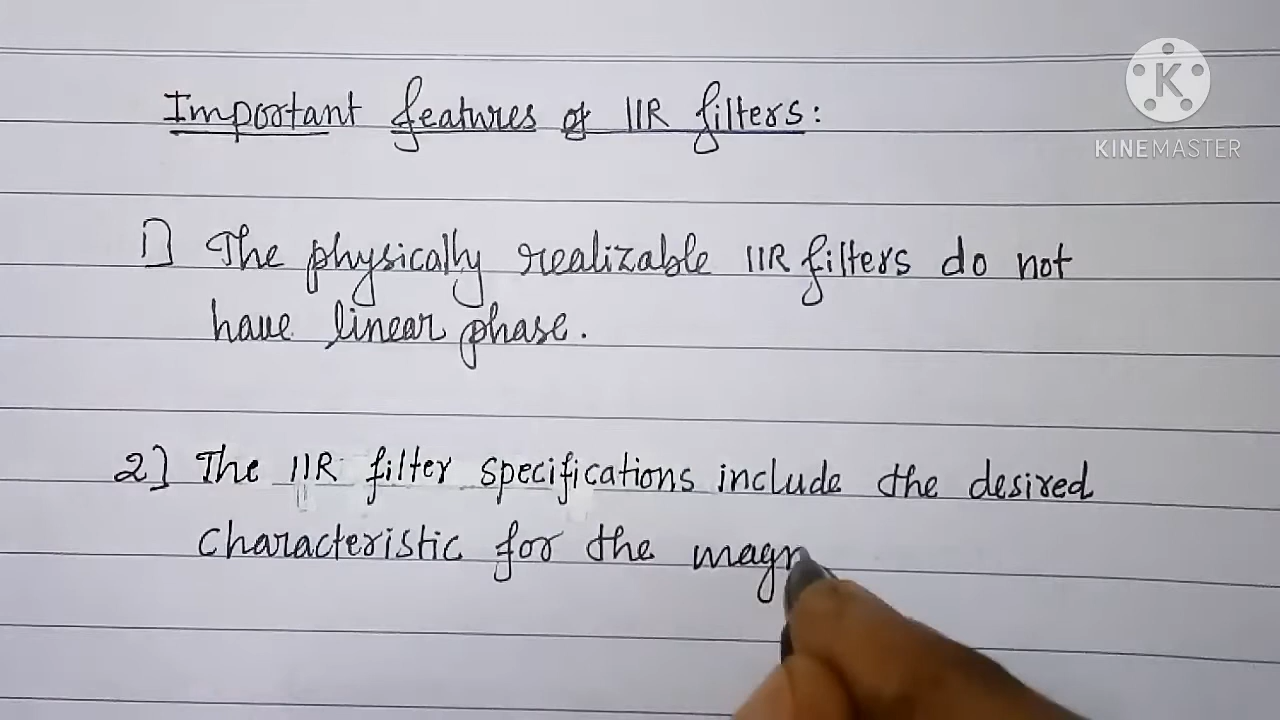 Important features of IIR filters:
KINEMASTER
1] The physically realizable IIR filters do not
have linear phase.
2] The IIR filter specifications include the desired
characteristic for the magn